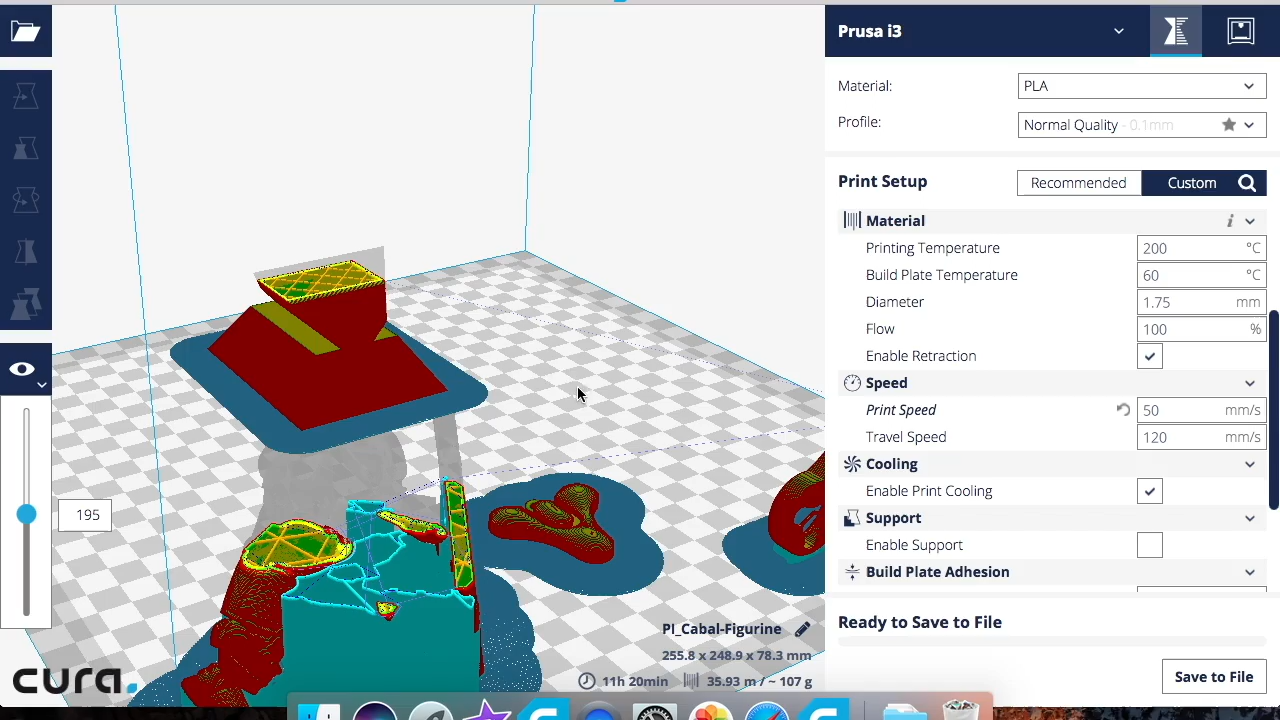 Prusa i3
Material:
PLA
Profile:
Normal Quality - 0.1mm
Print Setup
Recommended
Custom
Material
i
Printing Temperature
200 °C
Build Plate Temperature
60 °C
Diameter
1.75 mm
Flow
100 %
Enable Retraction
Speed
Print Speed
50 mm/s
Travel Speed
120 mm/s
Cooling
Enable Print Cooling
Support
Enable Support
Build Plate Adhesion
195
Ready to Save to File
PI_Cabal-Figurine
255.8 x 248.9 x 78.3 mm
11h 20min
35.93 m / ~ 107 g
Save to File
cura.